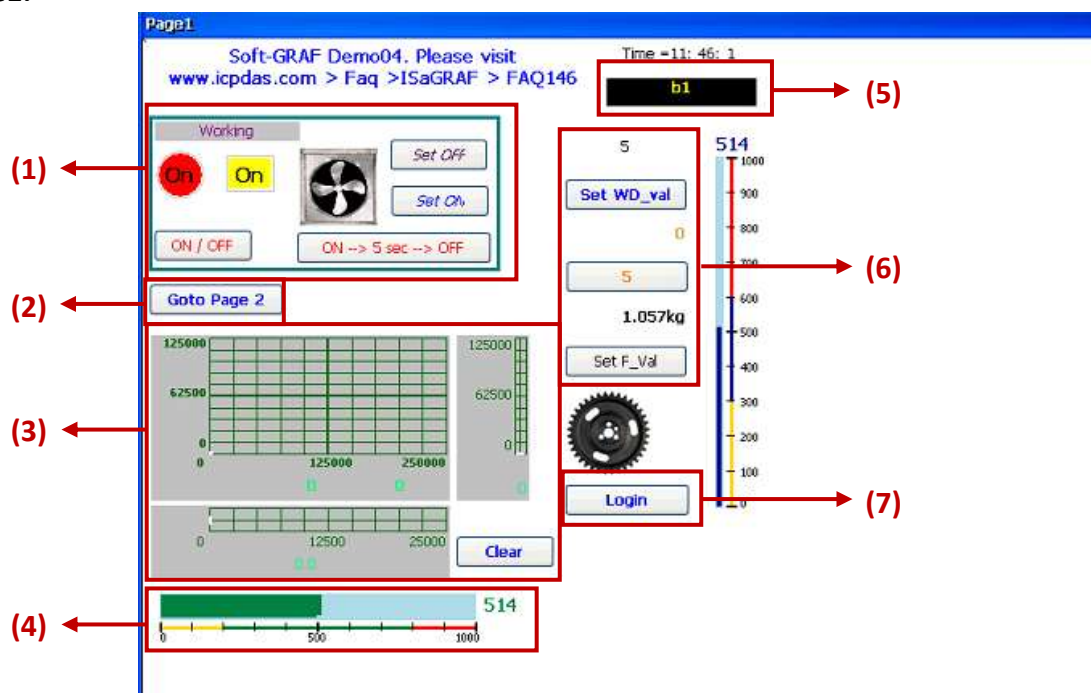 Page1
Soft-GRAF Demo04. Please visit
www.icpdas.com > Faq >ISaGRAF > FAQ146
Time =11: 46: 1
b1
(5)
(1)
Working
On
On
Set OFF
Set ON
ON / OFF
ON --> 5 sec --> OFF
5
Set WD_val
0
5
1.057kg
Set F_Val
(6)
514
1000
900
800
700
600
500
400
300
200
100
0
(2)
Goto Page 2
(3)
125000
62500
0
0
125000
250000
0
0
125000
62500
0
0
0
12500
25000
0.0
Clear
Login
(7)
(4)
514
0
500
1000